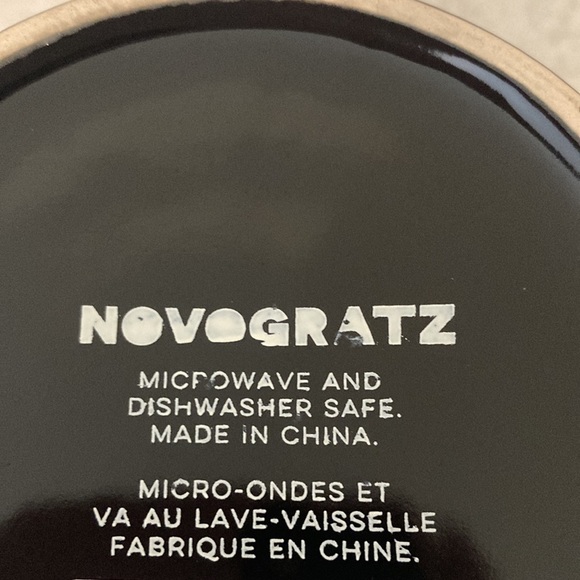 NOVOGRATZ
MICROWAVE AND
DISHWASHER SAFE.
MADE IN CHINA.
MICRO-ONDES ET
VA AU LAVE-VAISSELLE
FABRIQUE EN CHINE.